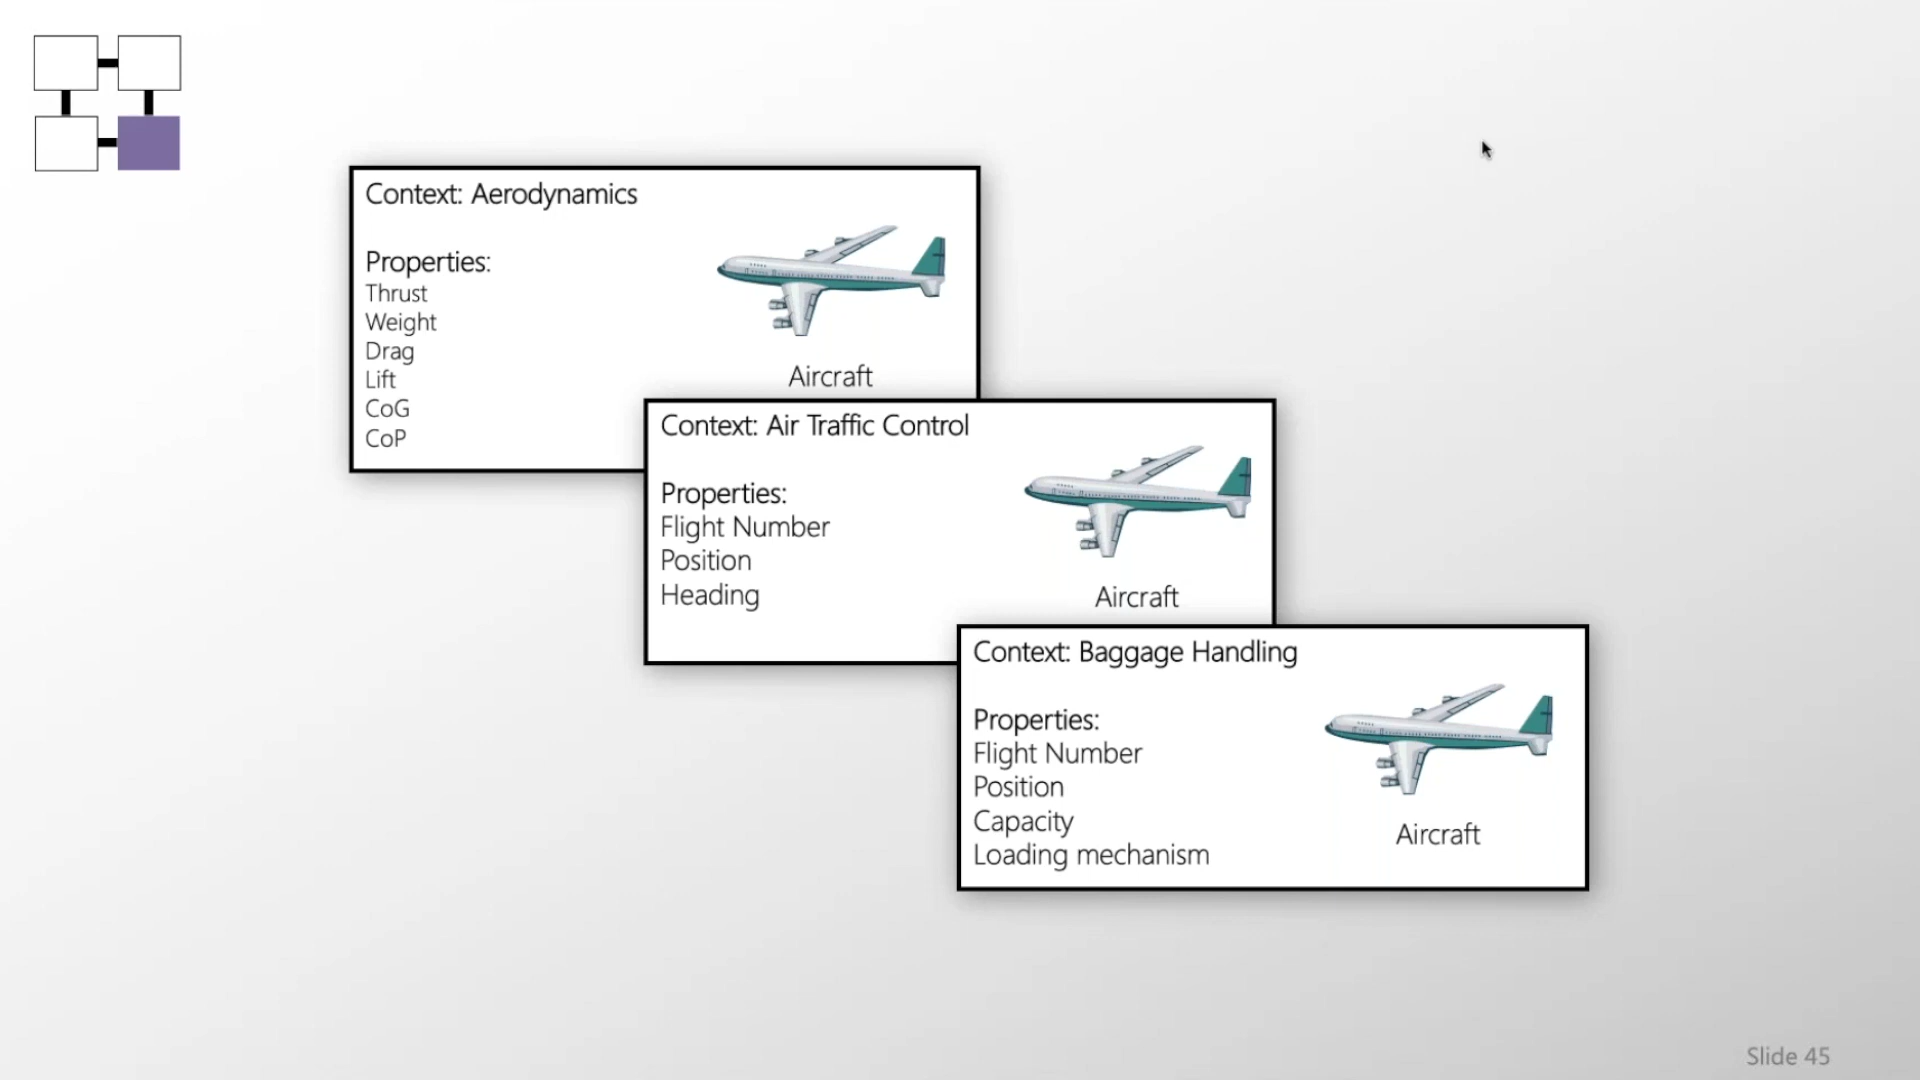 Context: Aerodynamics
Properties:
Thrust
Weight
Drag
Lift
CoG
CoP
Aircraft
Context: Air Traffic Control
Properties:
Flight Number
Position
Heading
Aircraft
Context: Baggage Handling
Properties:
Flight Number
Position
Capacity
Loading mechanism
Aircraft
Slide 45